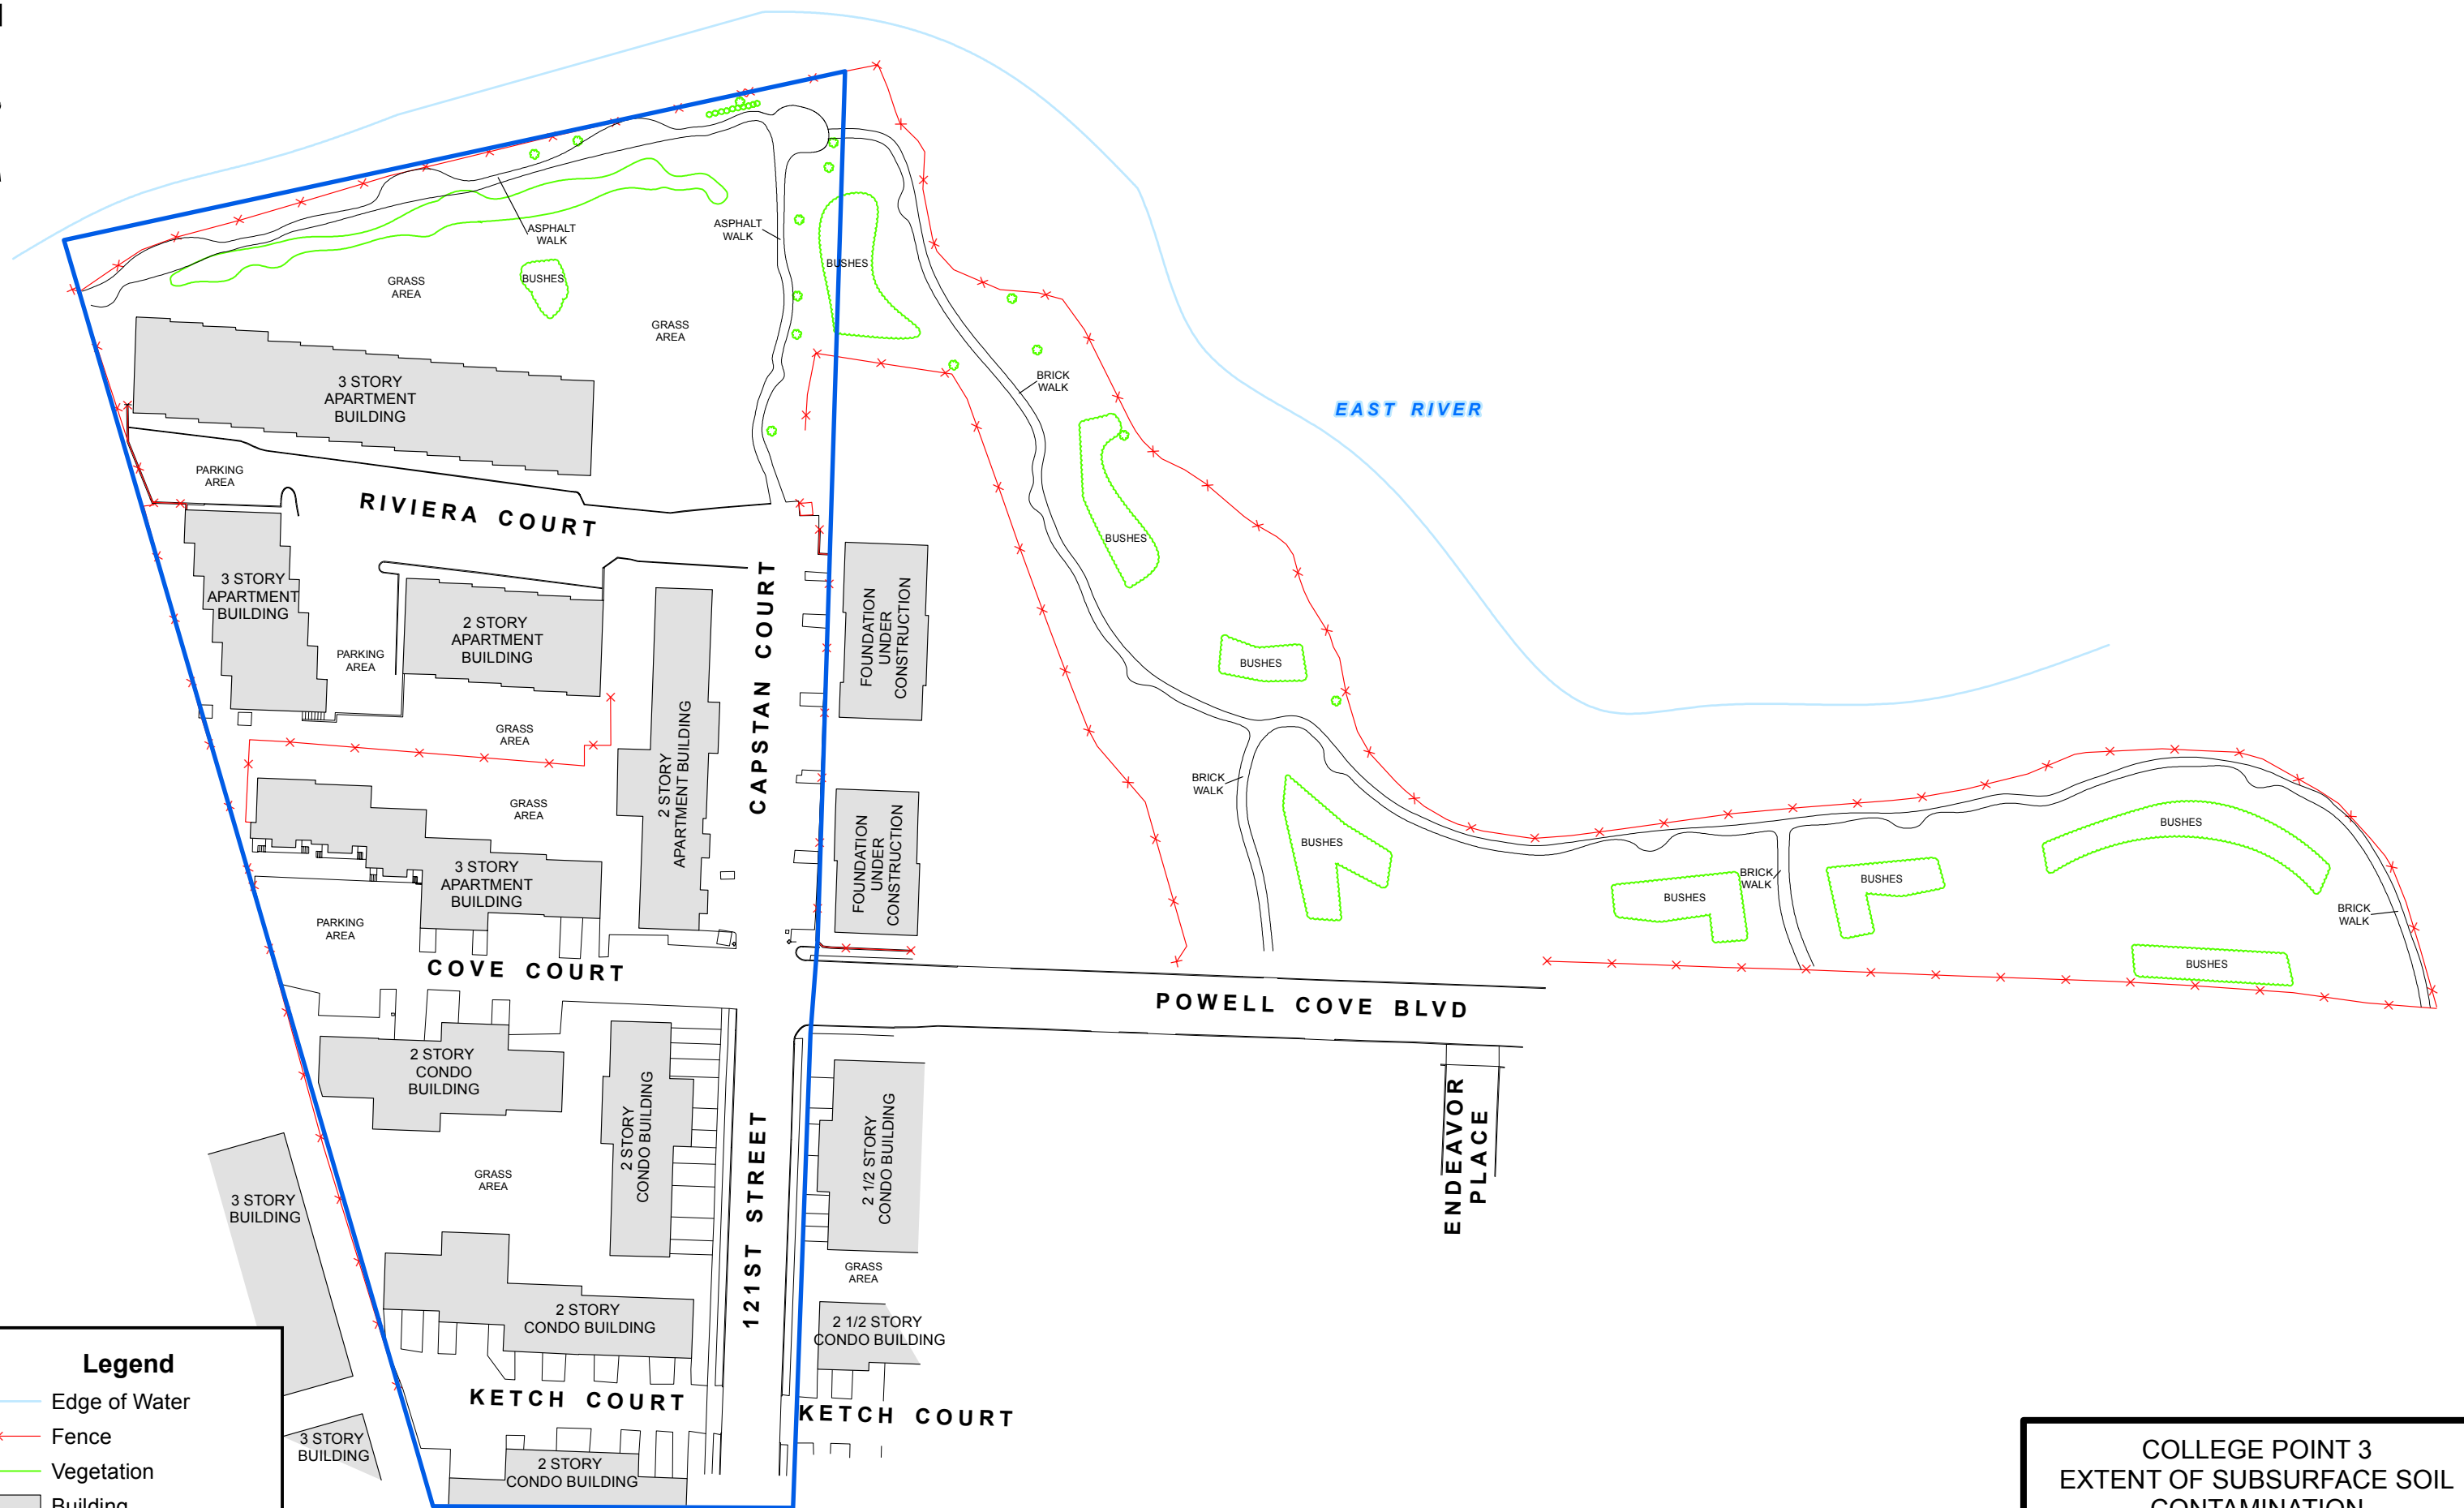 ASPHALT
WALK
ASPHALT
WALK
BUSHES
GRASS
AREA
BUSHES
GRASS
AREA
3 STORY
APARTMENT
BUILDING
BRICK
WALK
EAST RIVER
PARKING
AREA
RIVIERA COURT
BUSHES
3 STORY
APARTMENT
BUILDING
2 STORY
APARTMENT
BUILDING
PARKING
AREA
CAPSTAN COURT
FOUNDATION
UNDER
CONSTRUCTION
BUSHES
GRASS
AREA
2 STORY
APARTMENT BUILDING
GRASS
AREA
BRICK
WALK
FOUNDATION
UNDER
CONSTRUCTION
BUSHES
BUSHES
3 STORY
APARTMENT
BUILDING
BRICK
WALK
BUSHES
BUSHES
BRICK
WALK
PARKING
AREA
BUSHES
COVE COURT
POWELL COVE BLVD
2 STORY
CONDO
BUILDING
2 STORY
CONDO BUILDING
121ST STREET
2 1/2 STORY
CONDO BUILDING
ENDEAVOR
PLACE
GRASS
AREA
3 STORY
BUILDING
GRASS
AREA
2 STORY
CONDO BUILDING
2 1/2 STORY
CONDO BUILDING
KETCH COURT
KETCH COURT
3 STORY
BUILDING
2 STORY
CONDO BUILDING
Legend
Edge of Water
Fence
Vegetation
Building
COLLEGE POINT 3
EXTENT OF SUBSURFACE SOIL
CONTAMINATION